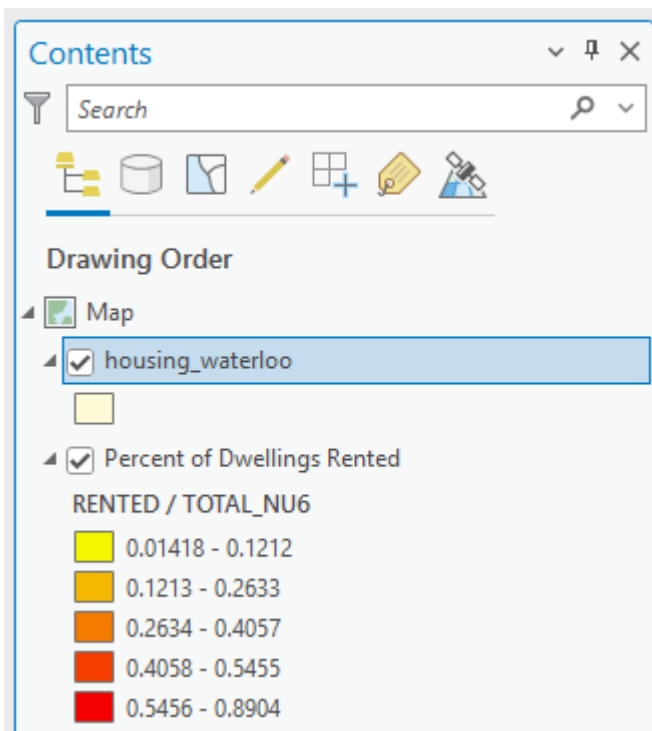 Contents
Search
Drawing Order
Map
housing_waterloo
Percent of Dwellings Rented
RENTED / TOTAL_NU6
0.01418 - 0.1212
0.1213 - 0.2633
0.2634 - 0.4057
0.4058 - 0.5455
0.5456 - 0.8904